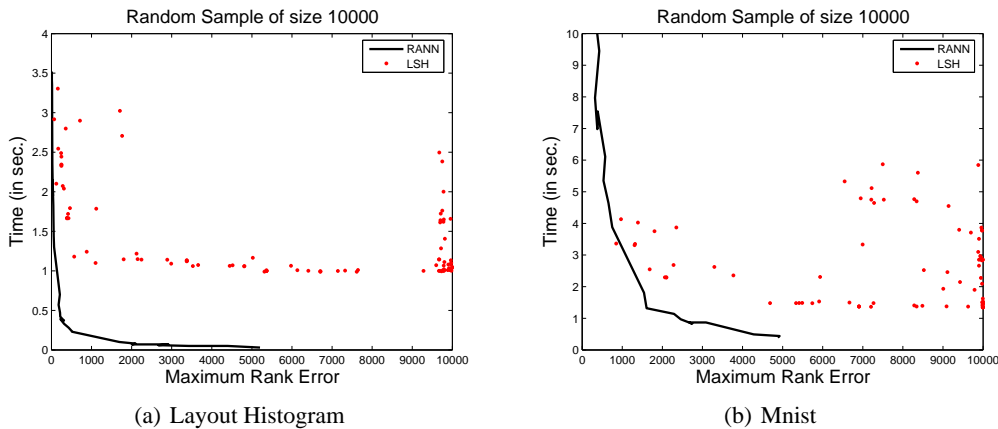 Random Sample of size 10000
4
3.5
3
2.5
2
1.5
1
0.5
0
Time (in sec.)
RANN
LSH
0 1000 2000 3000 4000 5000 6000 7000 8000 9000 10000
Maximum Rank Error
(a) Layout Histogram
Random Sample of size 10000
10
9
8
7
6
5
4
3
2
1
0
Time (in sec.)
RANN
LSH
0 1000 2000 3000 4000 5000 6000 7000 8000 9000 10000
Maximum Rank Error
(b) Mnist